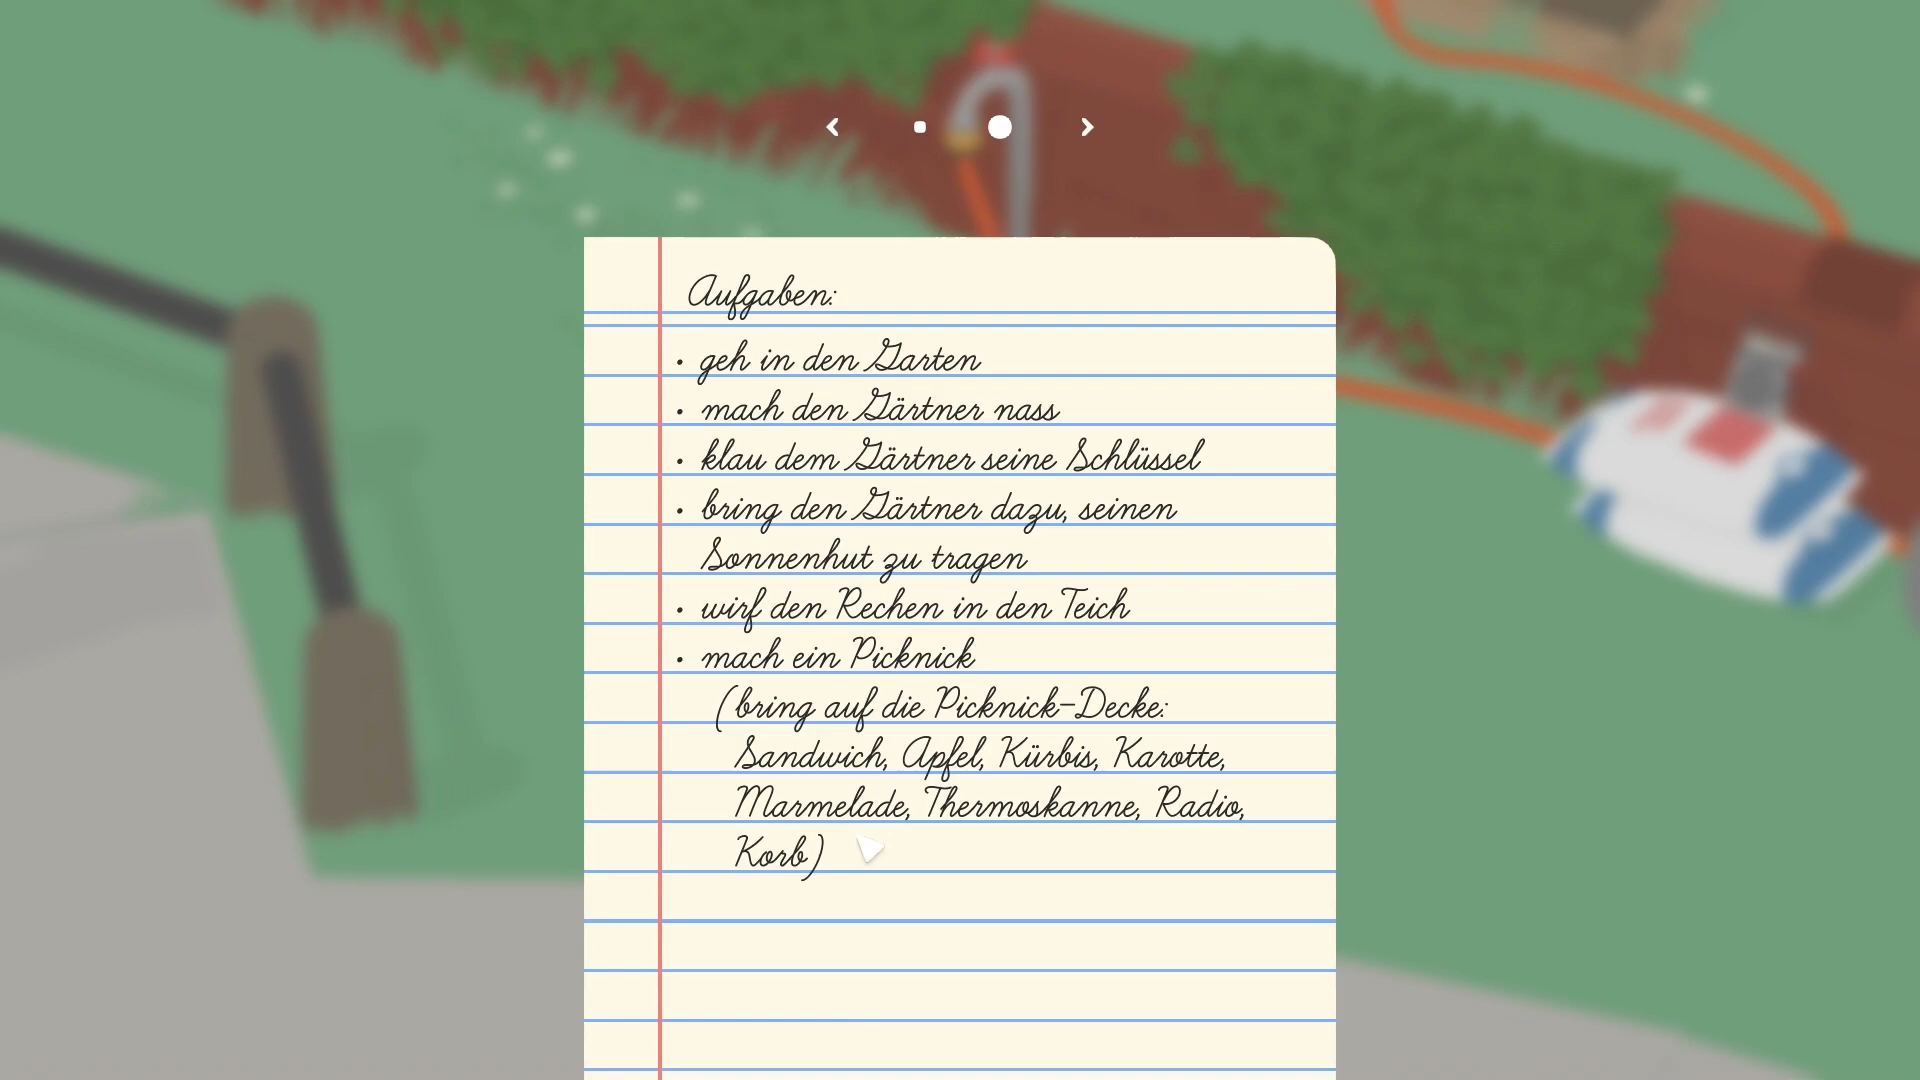 Aufgaben:
• geh in den Garten
• mach den Gärtner nass
• klau dem Gärtner seine Schlüssel
• bring den Gärtner dazu, seinen
Sonnenhut zu tragen
• wirf den Rechen in den Teich
• mach ein Picknick
(bring auf die Picknick-Decke:
Sandwich, Apfel, Kürbis, Karotte,
Marmelade, Thermoskanne, Radio,
Korb)